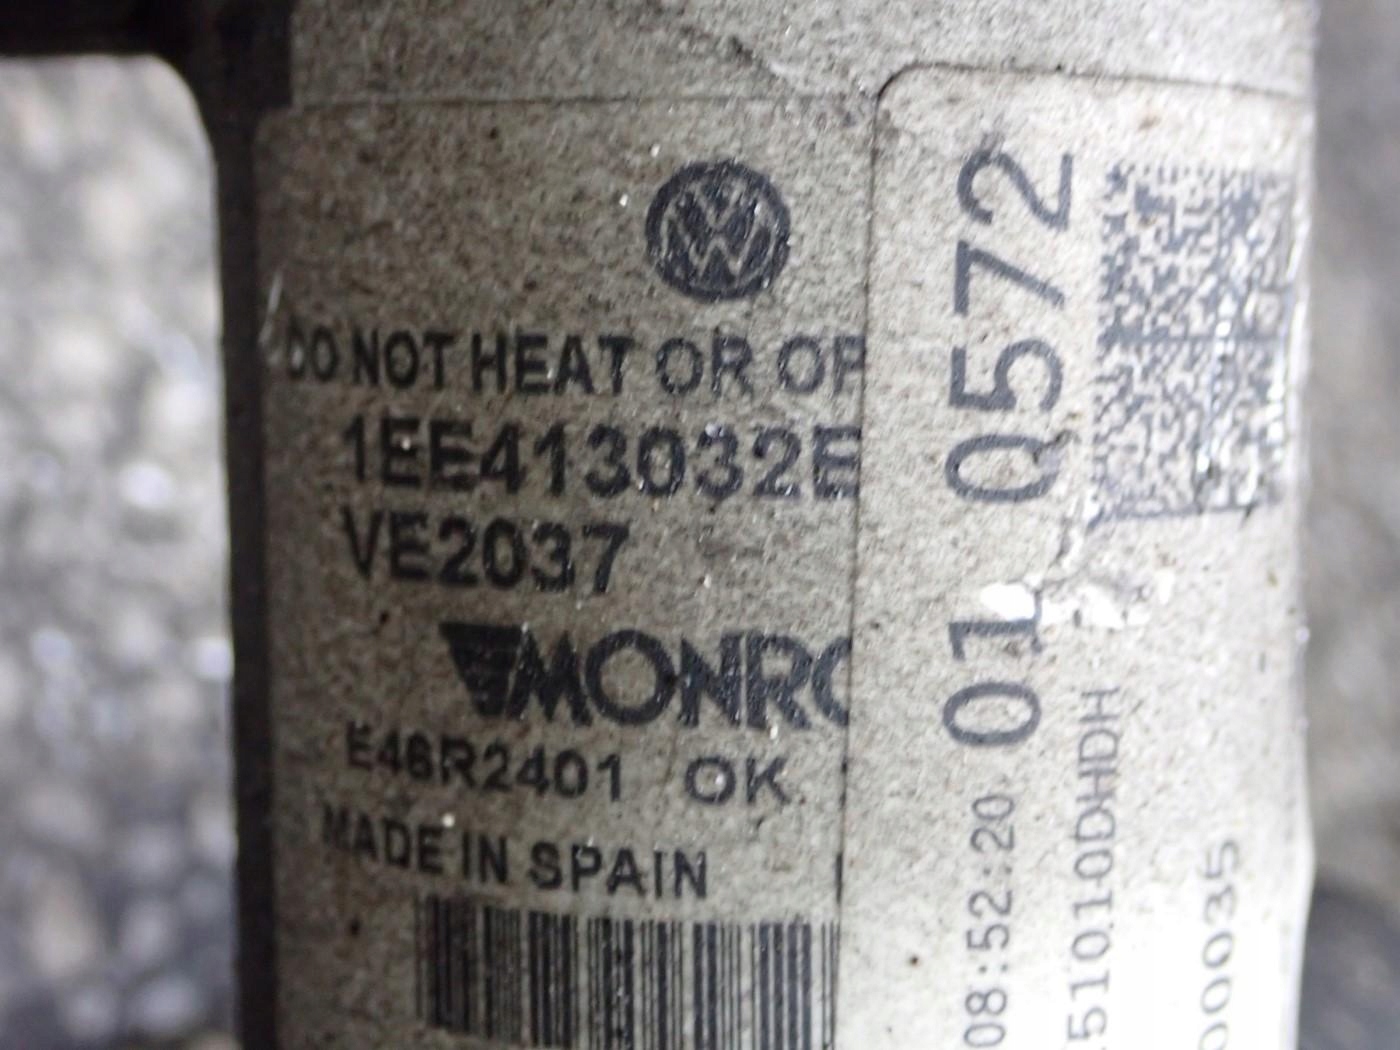 DO NOT HEAT OR OP
1EE413032E
VE2037
MONRO
E46R2401 OK
MADE IN SPAIN
08:52:20 01 Q572
510110DHDH
00035